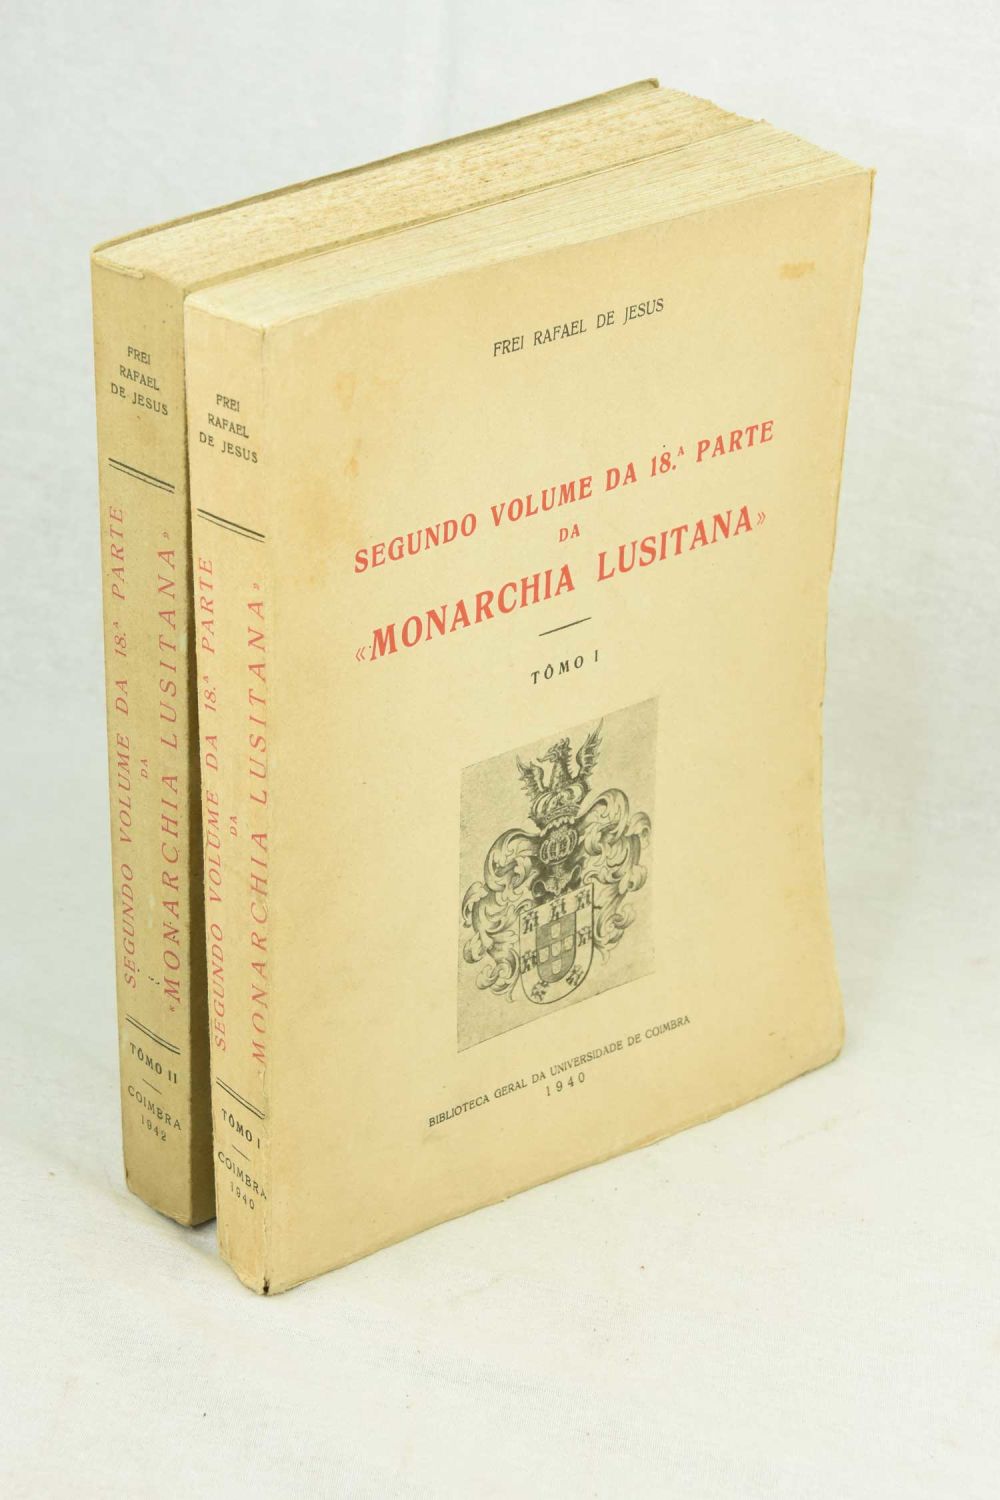 FREI
RAFAEL
DE JESUS
SEGUNDO VOLUME DA 18.ª PARTE
DA
«MONARCHIA LUSITANA»
TÔMO II
COIMBRA
1942
FREI
RAFAEL
DE JESUS
SEGUNDO VOLUME DA 18.ª PARTE
DA
«MONARCHIA LUSITANA»
TÔMO I
COIMBRA
1940
FREI RAFAEL DE JESUS
SEGUNDO VOLUME DA 18.ª PARTE
DA
«MONARCHIA LUSITANA»
TÔMO I
BIBLIOTECA GERAL DA UNIVERSIDADE DE COIMBRA
1940